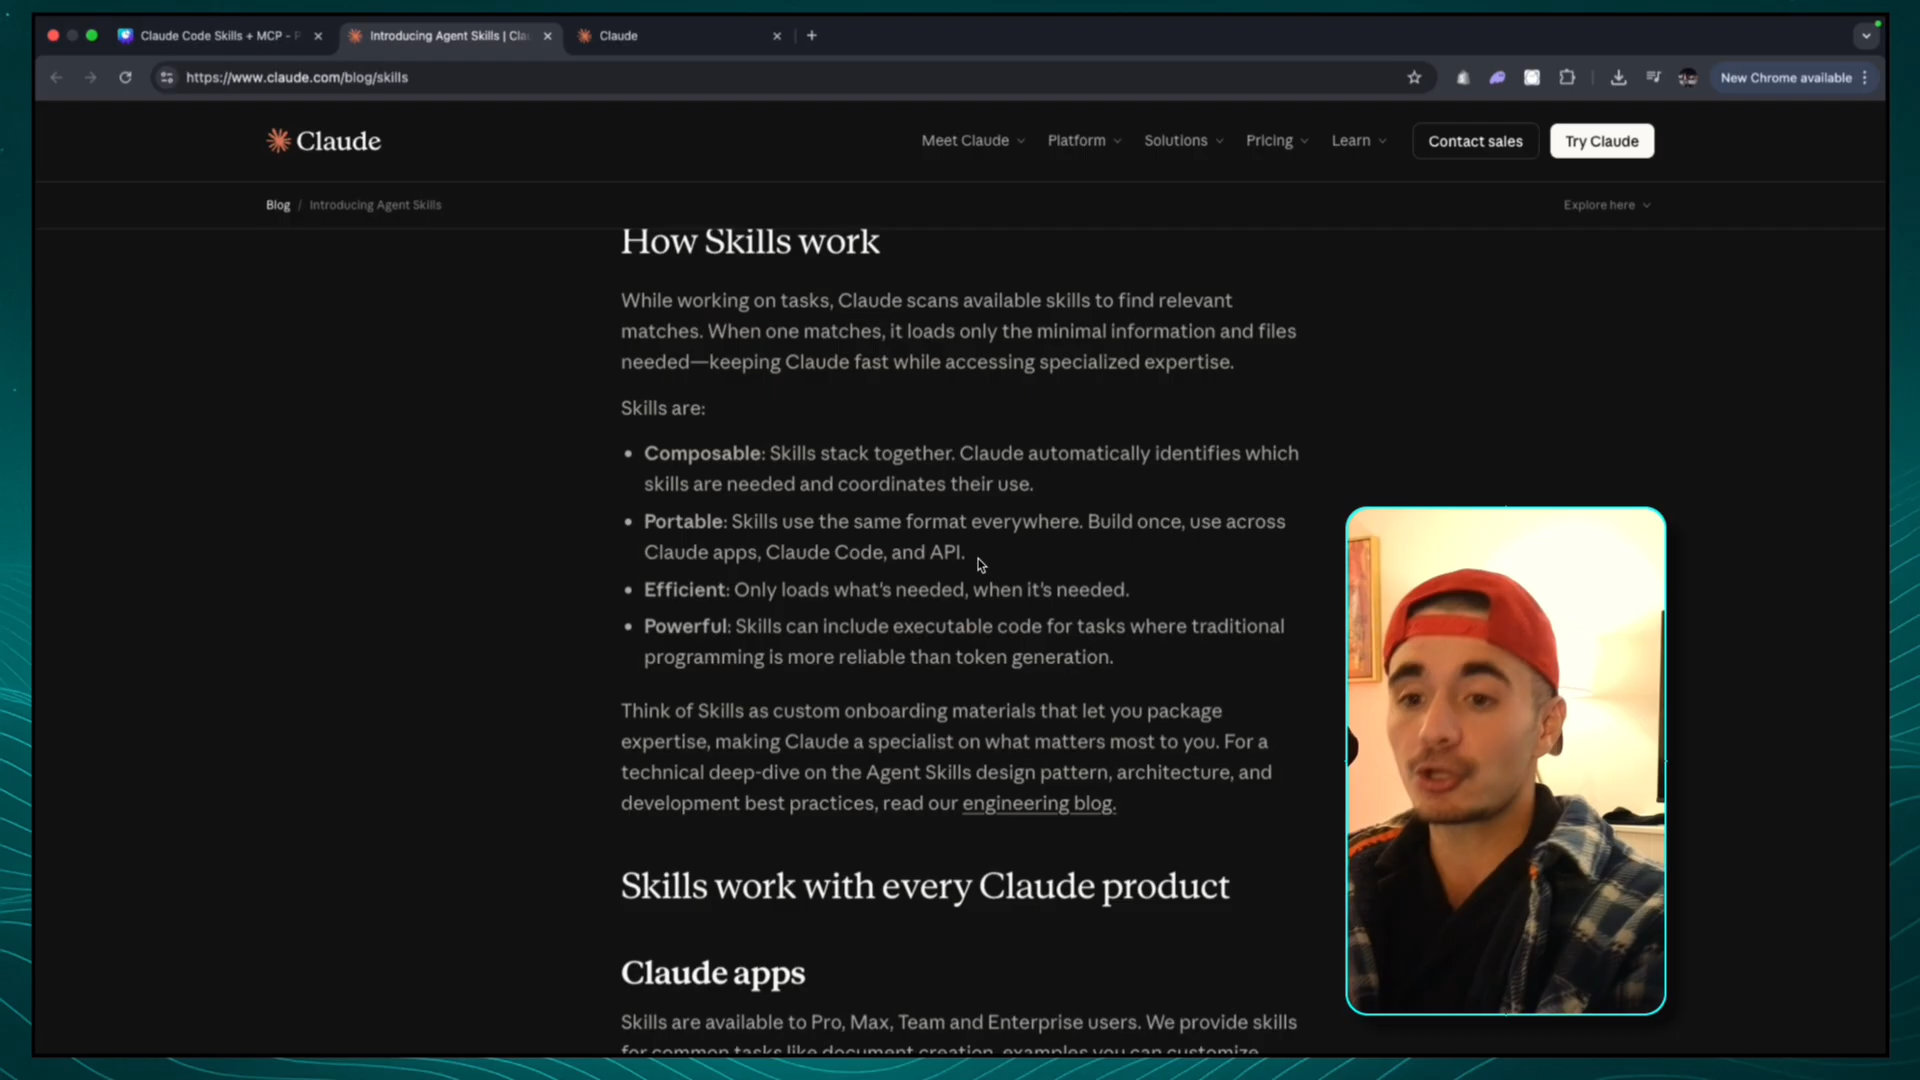 Claude Code Skills + MCP - P
Introducing Agent Skills | Cla
Claude
https://www.claude.com/blog/skills
New Chrome available
Claude
Meet Claude
Platform
Solutions
Pricing
Learn
Contact sales
Try Claude
Blog / Introducing Agent Skills
Explore here
How Skills work
While working on tasks, Claude scans available skills to find relevant
matches. When one matches, it loads only the minimal information and files
needed—keeping Claude fast while accessing specialized expertise.
Skills are:
• Composable: Skills stack together. Claude automatically identifies which
skills are needed and coordinates their use.
• Portable: Skills use the same format everywhere. Build once, use across
Claude apps, Claude Code, and API.
• Efficient: Only loads what's needed, when it's needed.
• Powerful: Skills can include executable code for tasks where traditional
programming is more reliable than token generation.
Think of Skills as custom onboarding materials that let you package
expertise, making Claude a specialist on what matters most to you. For a
technical deep-dive on the Agent Skills design pattern, architecture, and
development best practices, read our engineering blog.
Skills work with every Claude product
Claude apps
Skills are available to Pro, Max, Team and Enterprise users. We provide skills
for common tasks like document creation, examples you can customize